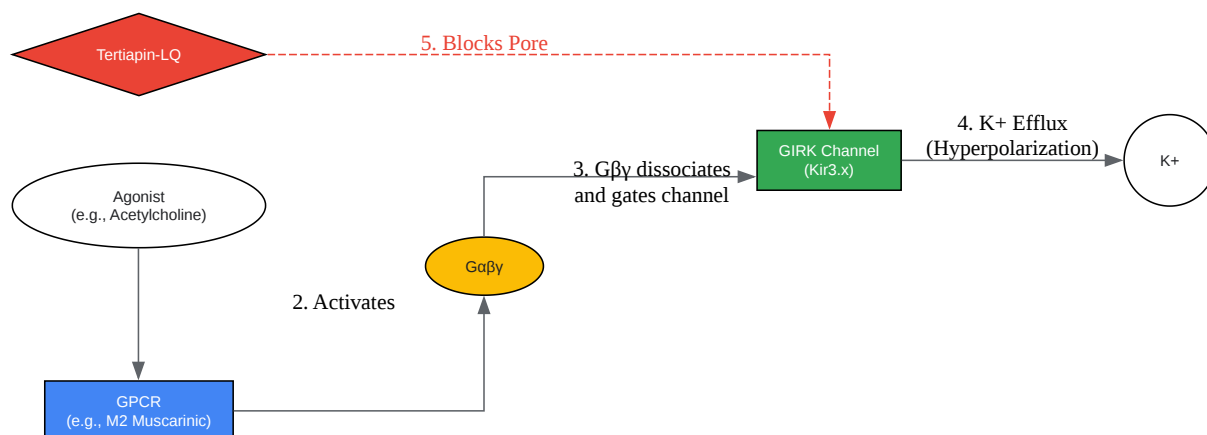 Tertiapin-LQ
5. Blocks Pore
GIRK Channel
(Kir3.x)
4. K+ Efflux
(Hyperpolarization)
K+
3. Gβγ dissociates
and gates channel
Agonist
(e.g., Acetylcholine)
Gαβγ
2. Activates
GPCR
(e.g., M2 Muscarinic)